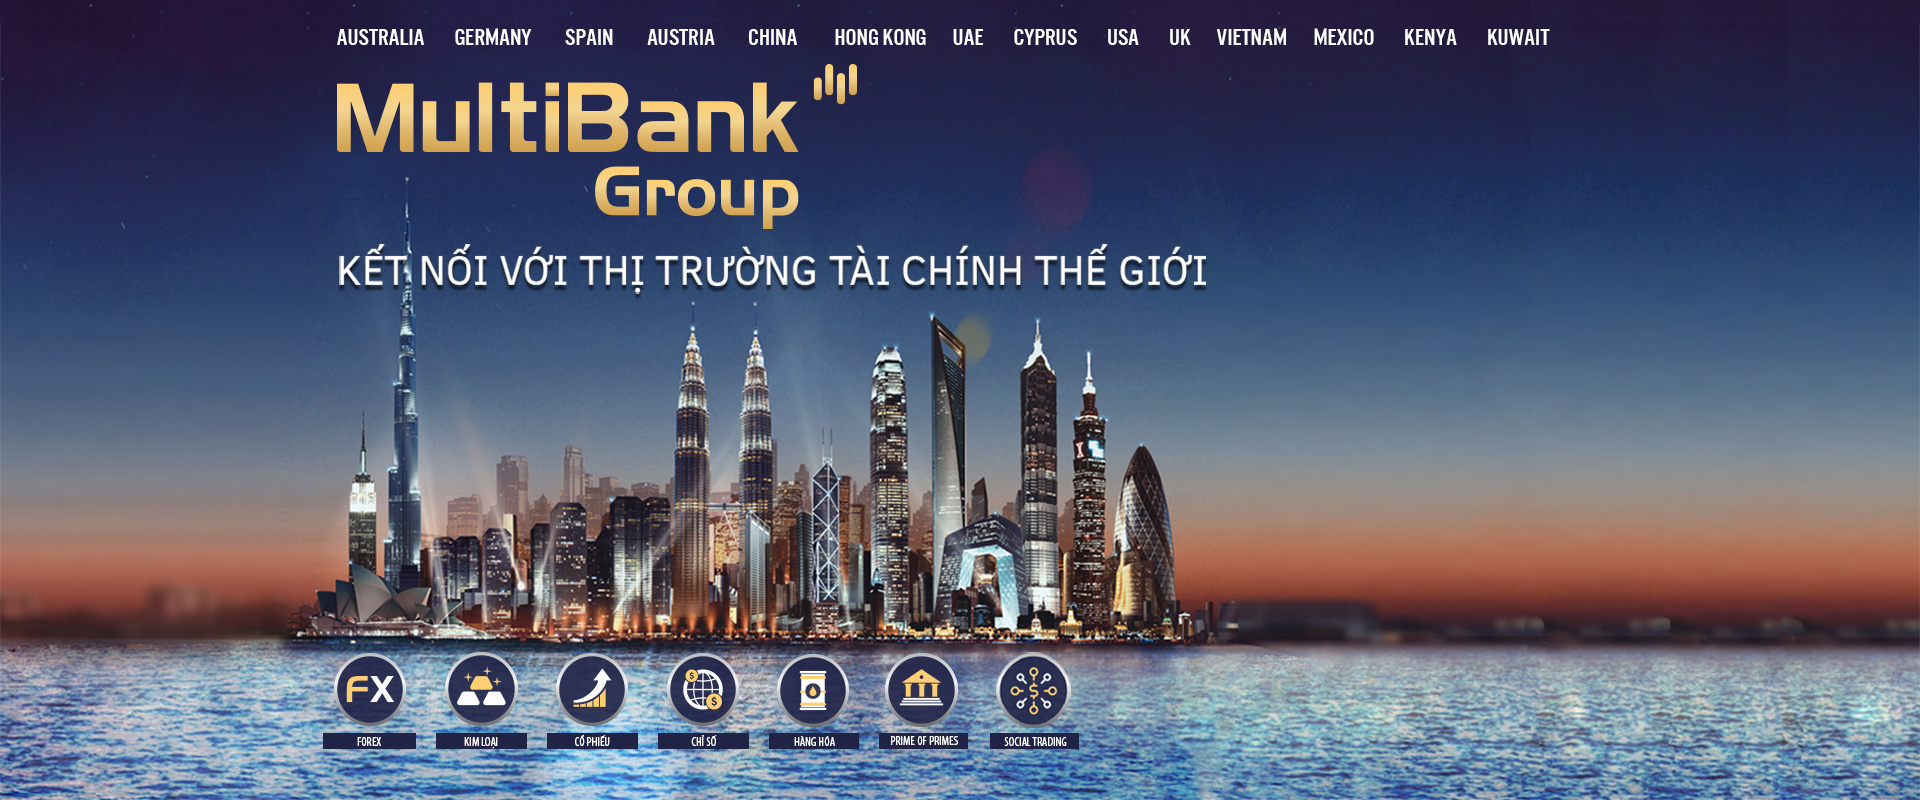 AUSTRALIA GERMANY SPAIN AUSTRIA CHINA HONG KONG UAE CYPRUS USA UK VIETNAM MEXICO KENYA KUWAIT
MultiBank
Group
KẾT NỐI VỚI THỊ TRƯỜNG TÀI CHÍNH THẾ GIỚI
FX
$ $ $
FOREX KIM LOẠI CỔ PHIẾU CHỈ SỐ HÀNG HÓA PRIME OF PRIMES SOCIAL TRADING